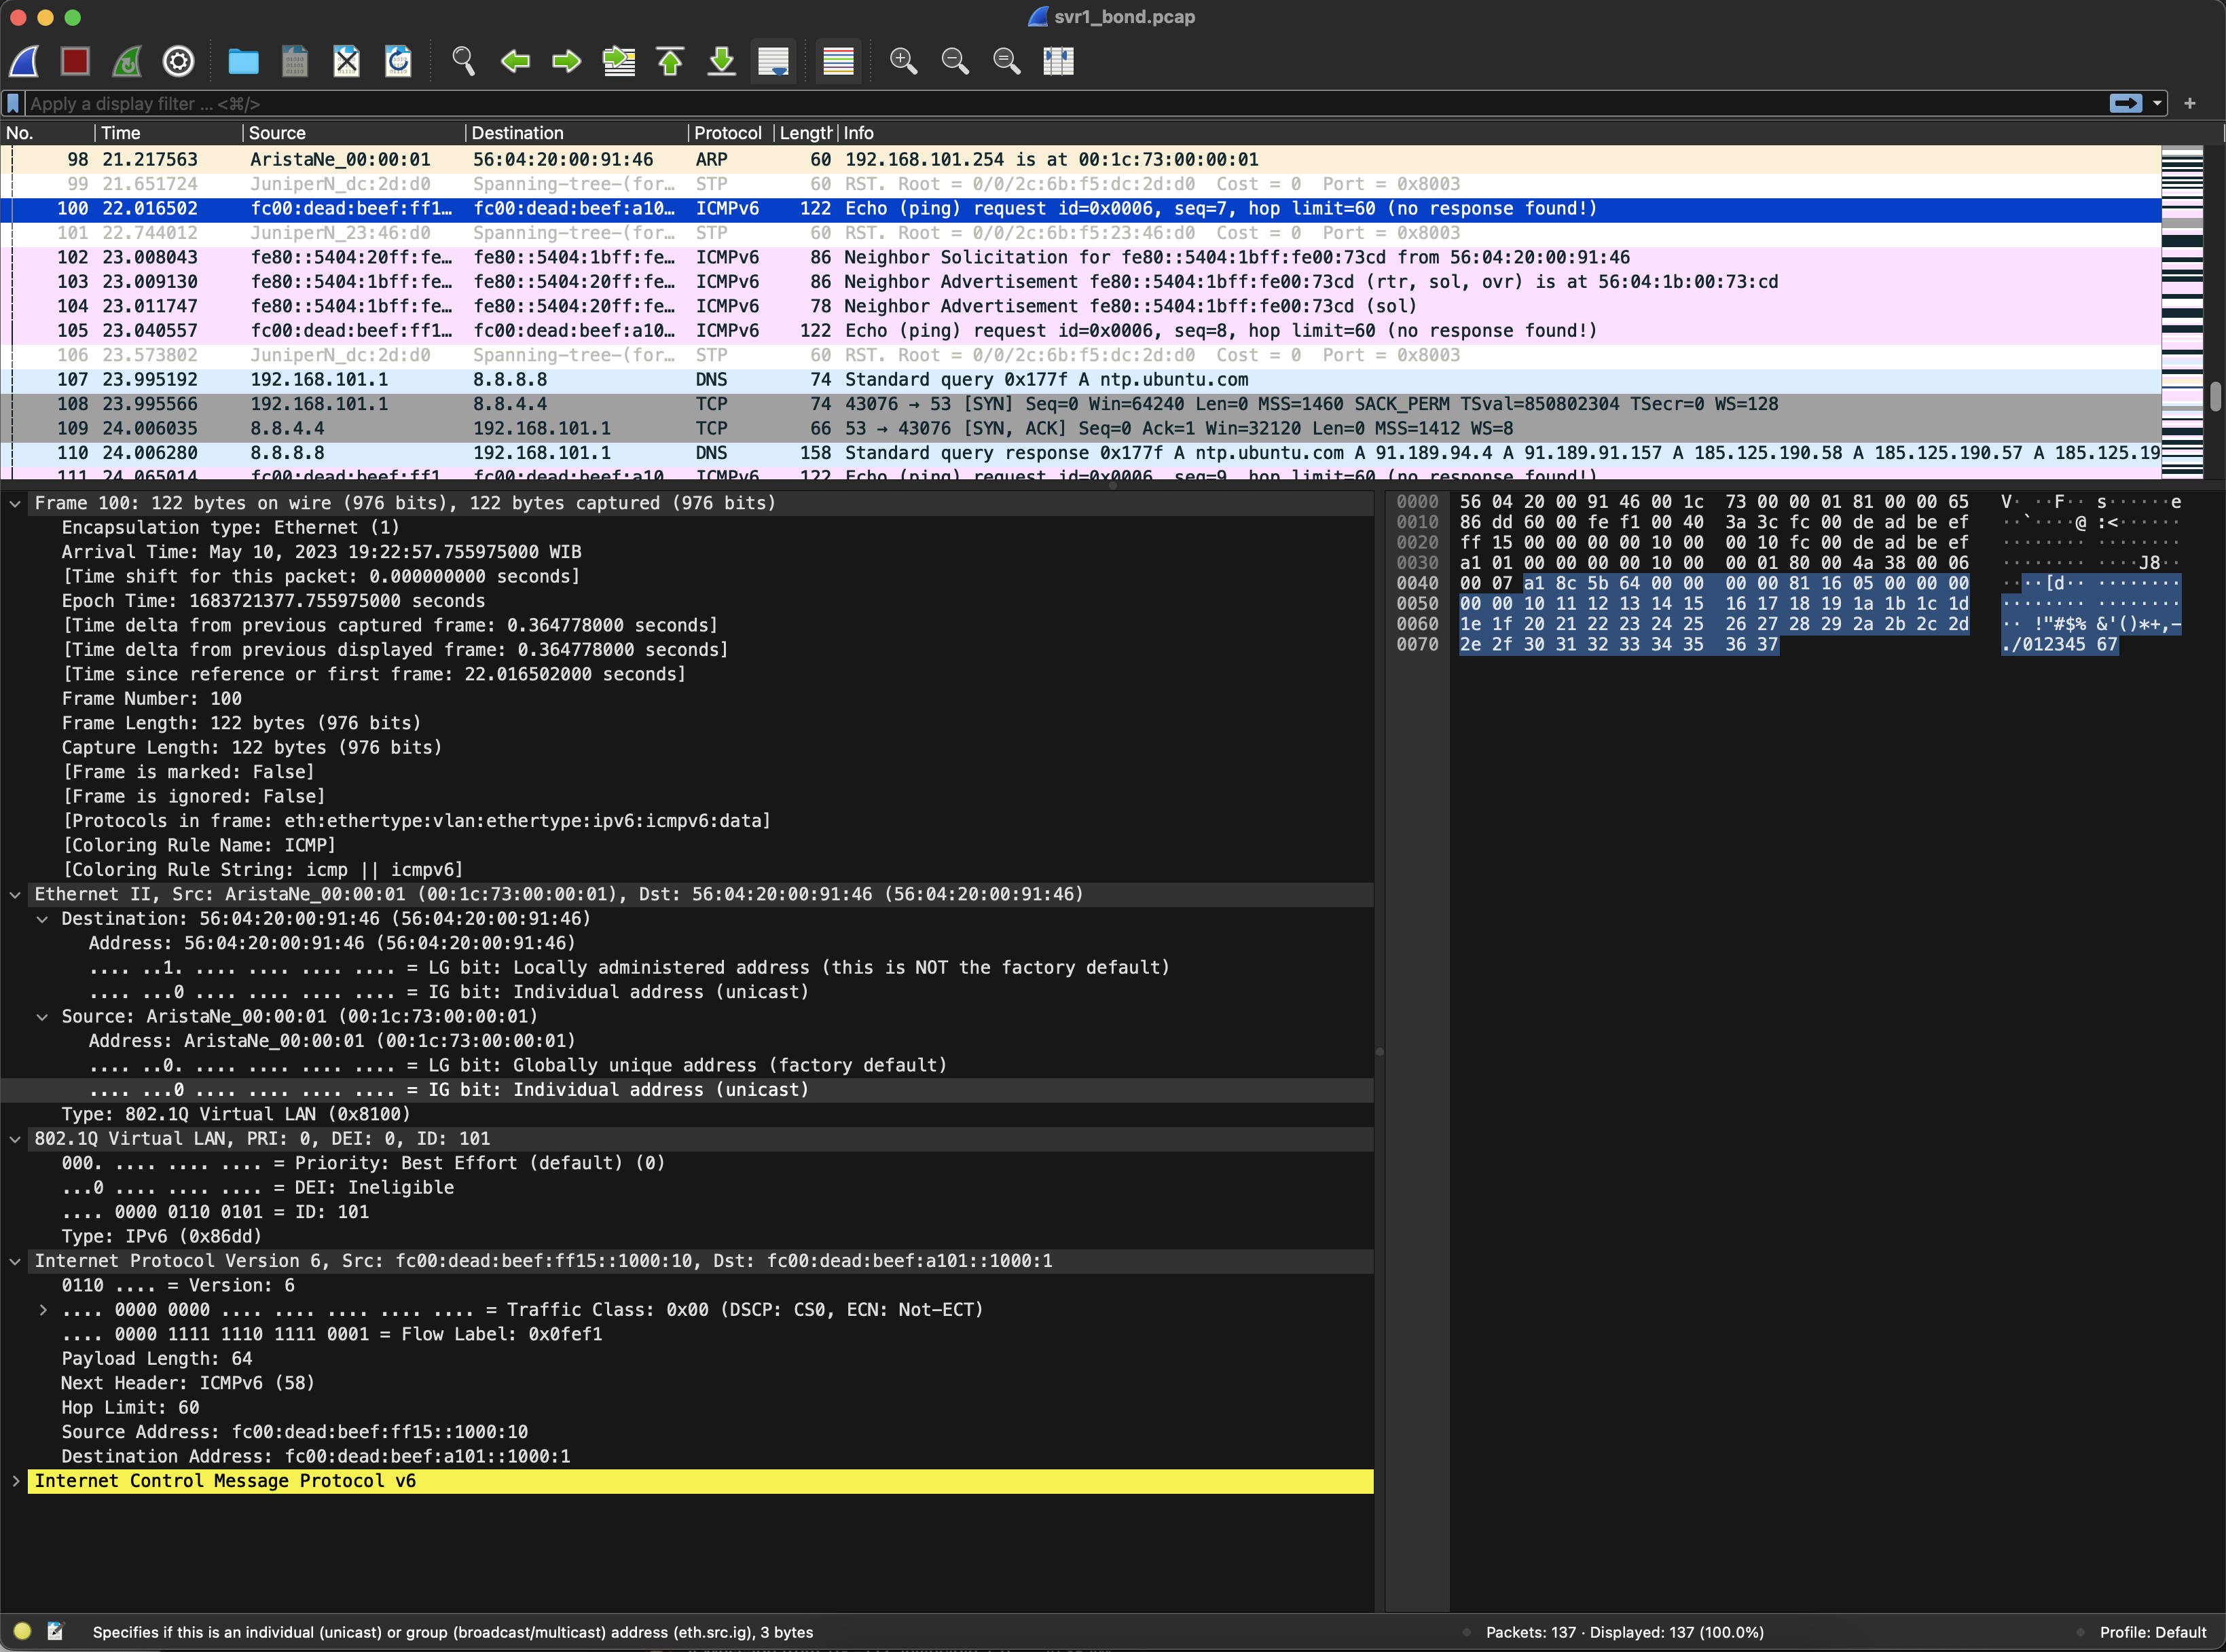 svr1_bond.pcap
Apply a display filter … <⌘/>
No. Time Source Destination Protocol Length Info
98 21.217563 AristaNe_00:00:01 56:04:20:00:91:46 ARP 60 192.168.101.254 is at 00:1c:73:00:00:01
99 21.651724 JuniperN_dc:2d:d0 Spanning-tree-(for… STP 60 RST. Root = 0/0/2c:6b:f5:dc:2d:d0 Cost = 0 Port = 0x8003
100 22.016502 fc00:dead:beef:ff1… fc00:dead:beef:a10… ICMPv6 122 Echo (ping) request id=0x0006, seq=7, hop limit=60 (no response found!)
101 22.744012 JuniperN_23:46:d0 Spanning-tree-(for… STP 60 RST. Root = 0/0/2c:6b:f5:23:46:d0 Cost = 0 Port = 0x8003
102 23.008043 fe80::5404:20ff:fe… fe80::5404:1bff:fe… ICMPv6 86 Neighbor Solicitation for fe80::5404:1bff:fe00:73cd from 56:04:20:00:91:46
103 23.009130 fe80::5404:1bff:fe… fe80::5404:20ff:fe… ICMPv6 86 Neighbor Advertisement fe80::5404:1bff:fe00:73cd (rtr, sol, ovr) is at 56:04:1b:00:73:cd
104 23.011747 fe80::5404:1bff:fe… fe80::5404:20ff:fe… ICMPv6 78 Neighbor Advertisement fe80::5404:1bff:fe00:73cd (sol)
105 23.040557 fc00:dead:beef:ff1… fc00:dead:beef:a10… ICMPv6 122 Echo (ping) request id=0x0006, seq=8, hop limit=60 (no response found!)
106 23.573802 JuniperN_dc:2d:d0 Spanning-tree-(for… STP 60 RST. Root = 0/0/2c:6b:f5:dc:2d:d0 Cost = 0 Port = 0x8003
107 23.995192 192.168.101.1 8.8.8.8 DNS 74 Standard query 0x177f A ntp.ubuntu.com
108 23.995566 192.168.101.1 8.8.4.4 TCP 74 43076 → 53 [SYN] Seq=0 Win=64240 Len=0 MSS=1460 SACK_PERM TSval=850802304 TSecr=0 WS=128
109 24.006035 8.8.4.4 192.168.101.1 TCP 66 53 → 43076 [SYN, ACK] Seq=0 Ack=1 Win=32120 Len=0 MSS=1412 WS=8
110 24.006280 8.8.8.8 192.168.101.1 DNS 158 Standard query response 0x177f A ntp.ubuntu.com A 91.189.94.4 A 91.189.91.157 A 185.125.190.58 A 185.125.190.57 A 185.125.19
111 24.065014 fc00:dead:beef:ff1 fc00:dead:beef:a10 ICMPv6 122 Echo (ping) request id=0x0006, seq=9, hop limit=60 (no response found!)
Frame 100: 122 bytes on wire (976 bits), 122 bytes captured (976 bits)
Encapsulation type: Ethernet (1)
Arrival Time: May 10, 2023 19:22:57.755975000 WIB
[Time shift for this packet: 0.000000000 seconds]
Epoch Time: 1683721377.755975000 seconds
[Time delta from previous captured frame: 0.364778000 seconds]
[Time delta from previous displayed frame: 0.364778000 seconds]
[Time since reference or first frame: 22.016502000 seconds]
Frame Number: 100
Frame Length: 122 bytes (976 bits)
Capture Length: 122 bytes (976 bits)
[Frame is marked: False]
[Frame is ignored: False]
[Protocols in frame: eth:ethertype:vlan:ethertype:ipv6:icmpv6:data]
[Coloring Rule Name: ICMP]
[Coloring Rule String: icmp || icmpv6]
Ethernet II, Src: AristaNe_00:00:01 (00:1c:73:00:00:01), Dst: 56:04:20:00:91:46 (56:04:20:00:91:46)
Destination: 56:04:20:00:91:46 (56:04:20:00:91:46)
Address: 56:04:20:00:91:46 (56:04:20:00:91:46)
.... ..1. .... .... .... .... = LG bit: Locally administered address (this is NOT the factory default)
.... ...0 .... .... .... .... = IG bit: Individual address (unicast)
Source: AristaNe_00:00:01 (00:1c:73:00:00:01)
Address: AristaNe_00:00:01 (00:1c:73:00:00:01)
.... ..0. .... .... .... .... = LG bit: Globally unique address (factory default)
.... ...0 .... .... .... .... = IG bit: Individual address (unicast)
Type: 802.1Q Virtual LAN (0x8100)
802.1Q Virtual LAN, PRI: 0, DEI: 0, ID: 101
000. .... .... .... = Priority: Best Effort (default) (0)
...0 .... .... .... = DEI: Ineligible
.... 0000 0110 0101 = ID: 101
Type: IPv6 (0x86dd)
Internet Protocol Version 6, Src: fc00:dead:beef:ff15::1000:10, Dst: fc00:dead:beef:a101::1000:1
0110 .... = Version: 6
.... 0000 0000 .... .... .... .... .... = Traffic Class: 0x00 (DSCP: CS0, ECN: Not-ECT)
.... 0000 1111 1110 1111 0001 = Flow Label: 0x0fef1
Payload Length: 64
Next Header: ICMPv6 (58)
Hop Limit: 60
Source Address: fc00:dead:beef:ff15::1000:10
Destination Address: fc00:dead:beef:a101::1000:1
Internet Control Message Protocol v6
0000 56 04 20 00 91 46 00 1c 73 00 00 01 81 00 00 65 V· ··F·· s······e
0010 86 dd 60 00 fe f1 00 40 3a 3c fc 00 de ad be ef ··`····@ :<······
0020 ff 15 00 00 00 00 10 00 00 10 fc 00 de ad be ef ········ ········
0030 a1 01 00 00 00 00 10 00 00 01 80 00 4a 38 00 06 ········ ····J8··
0040 00 07 a1 8c 5b 64 00 00 00 00 81 16 05 00 00 00 ····[d·· ········
0050 00 00 10 11 12 13 14 15 16 17 18 19 1a 1b 1c 1d ········ ········
0060 1e 1f 20 21 22 23 24 25 26 27 28 29 2a 2b 2c 2d ·· !"#$% &'()*+,-
0070 2e 2f 30 31 32 33 34 35 36 37 ./012345 67
Specifies if this is an individual (unicast) or group (broadcast/multicast) address (eth.src.ig), 3 bytes
Packets: 137 · Displayed: 137 (100.0%)
Profile: Default